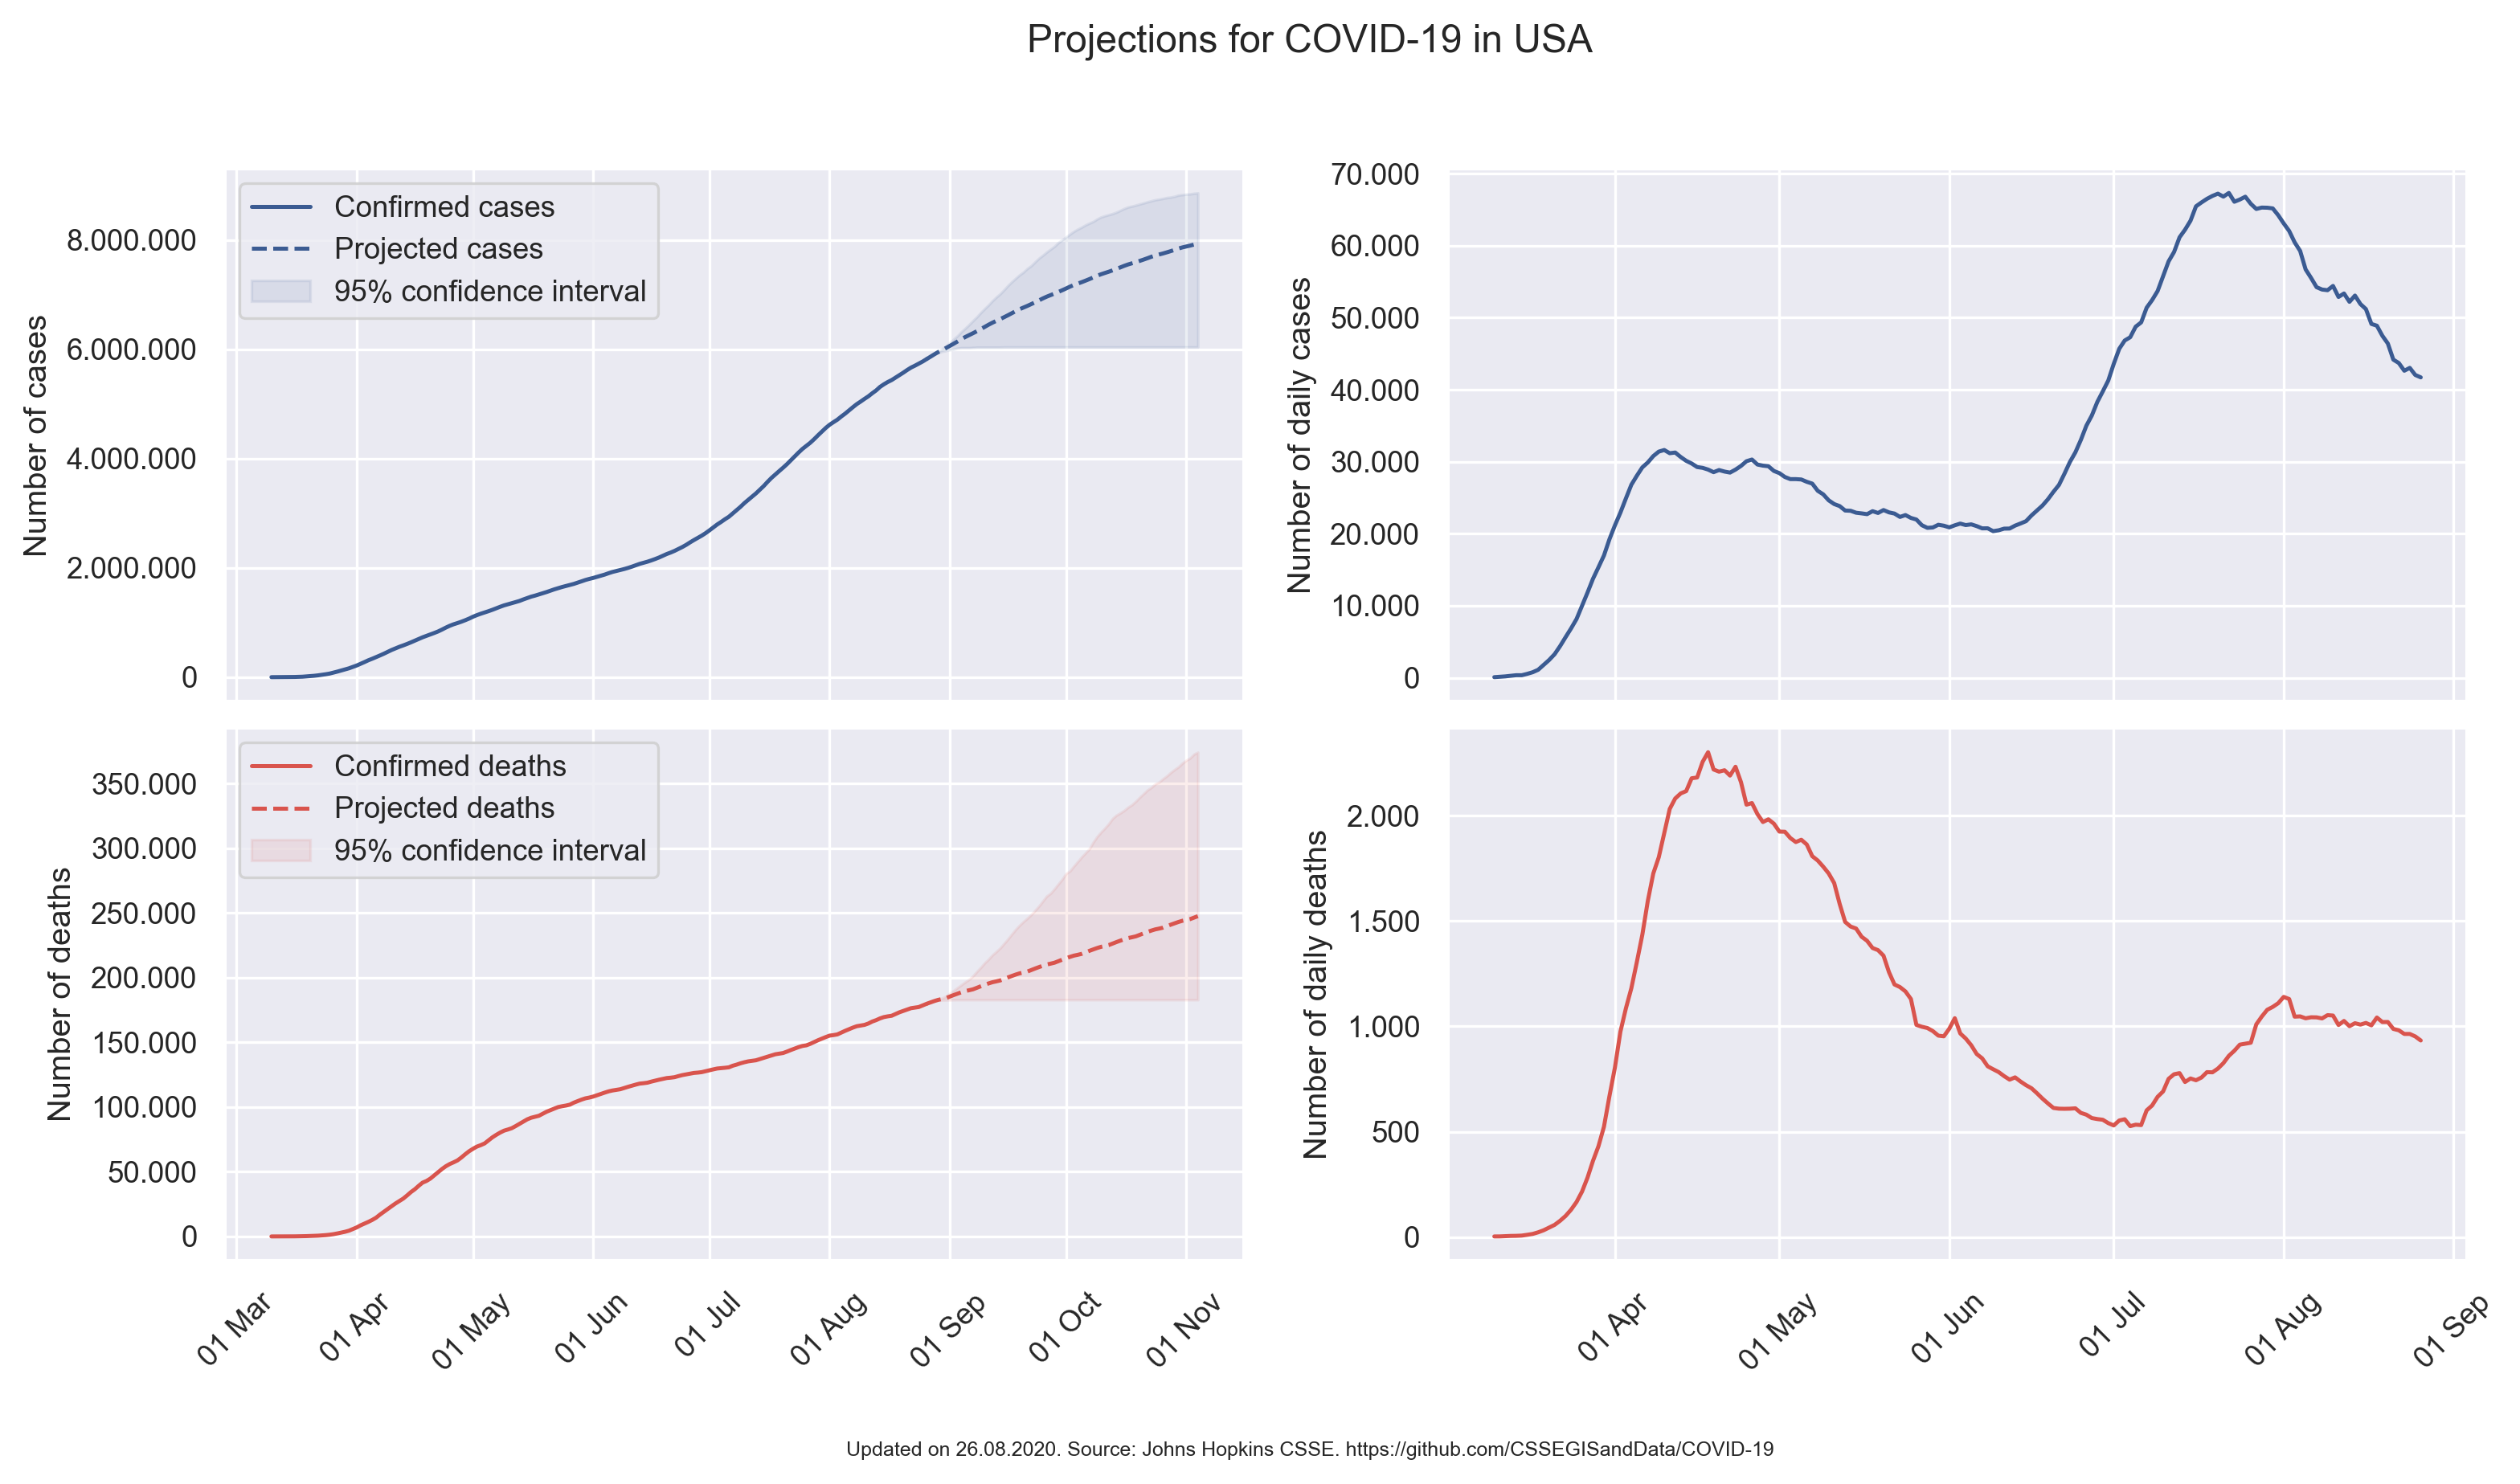 Projections for COVID-19 in USA
Number of cases
8.000.000
6.000.000
4.000.000
2.000.000
0
Confirmed cases
Projected cases
95% confidence interval
Number of daily cases
70.000
60.000
50.000
40.000
30.000
20.000
10.000
0
Number of deaths
350.000
300.000
250.000
200.000
150.000
100.000
50.000
0
Confirmed deaths
Projected deaths
95% confidence interval
01 Mar
01 Apr
01 May
01 Jun
01 Jul
01 Aug
01 Sep
01 Oct
01 Nov
Number of daily deaths
2.000
1.500
1.000
500
0
01 Apr
01 May
01 Jun
01 Jul
01 Aug
01 Sep
Updated on 26.08.2020. Source: Johns Hopkins CSSE. https://github.com/CSSEGISandData/COVID-19